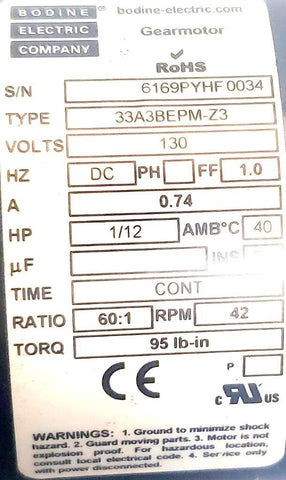 BODINE ® bodine-electric.com
ELECTRIC Gearmotor
COMPANY
RoHS
S/N 6169PYHF0034
TYPE 33A3BEPM-Z3
VOLTS 130
HZ DC PH FF 1.0
A 0.74
HP 1/12 AMB°C 40
µF INS
TIME CONT
RATIO 60:1 RPM 42
TORQ 95 lb-in
P
CE c RU US
WARNINGS: 1. Ground to minimize shock
hazard. 2. Guard moving parts. 3. Motor is not
explosion proof. For hazardous location,
consult local electrical code. 4. Service only
with power disconnected.